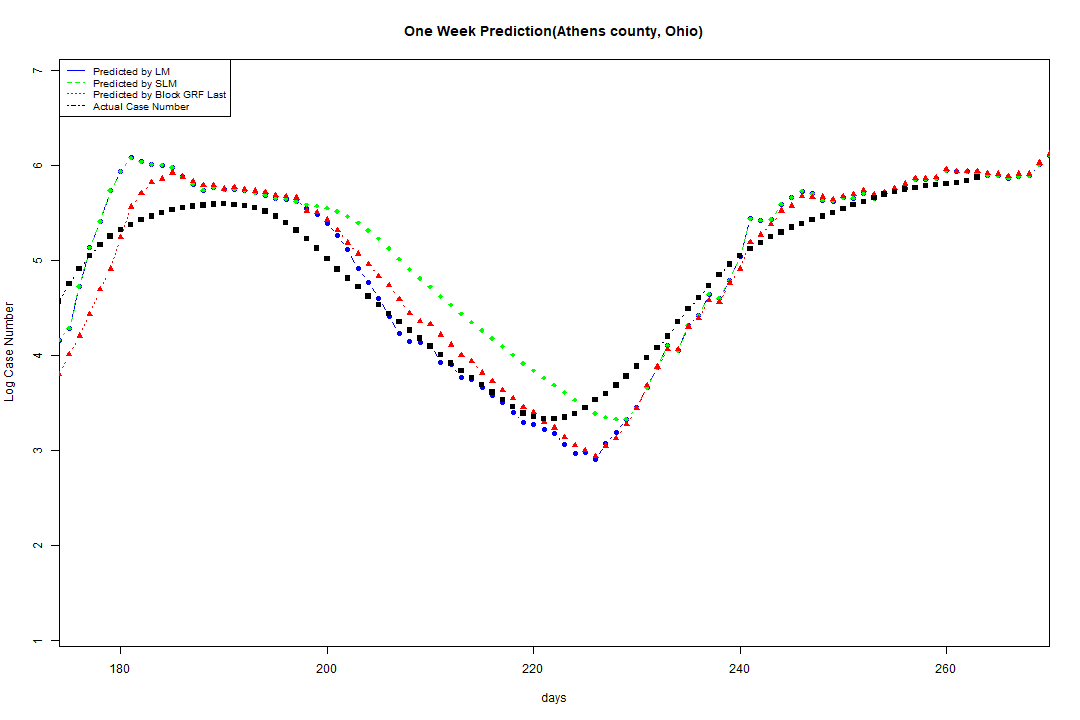 One Week Prediction(Athens county, Ohio)
Predicted by LM
Predicted by SLM
Predicted by Block GRF Last
Actual Case Number
7
6
5
4
3
2
1
Log Case Number
180 200 220 240 260
days